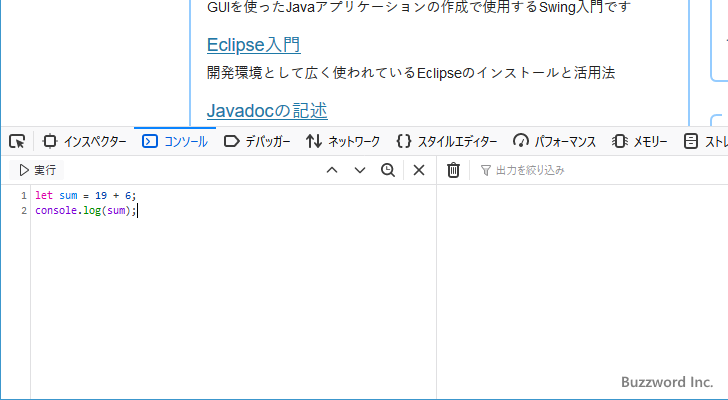 GUIを使ったJavaアプリケーションの作成で使用するSwing入門です
Eclipse入門
開発環境として広く使われているEclipseのインストールと活用法
Javadocの記述
インスペクター コンソール デバッガー ネットワーク スタイルエディター パフォーマンス メモリー ストレ
実行 出力を絞り込み
1 let sum = 19 + 6;
2 console.log(sum);
Buzzword Inc.